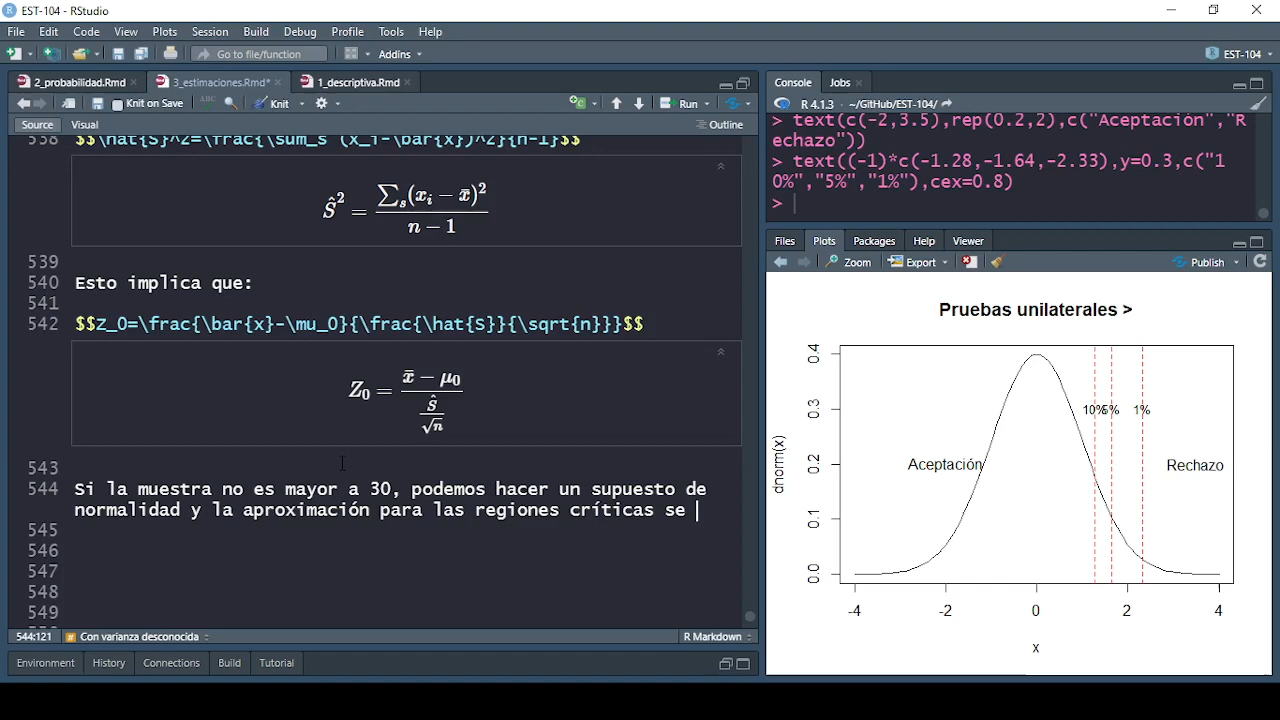 EST-104 - RStudio
File Edit Code View Plots Session Build Debug Profile Tools Help
Go to file/function Addins EST-104
2_probabilidad.Rmd 3_estimaciones.Rmd* 1_descriptiva.Rmd
Knit on Save ABC Knit Run
Source Visual Outline
538 $$\hat{S}^2=\frac{\sum_s (x_i-\bar{x})^2}{n-1}$$
Ŝ² = ∑ₛ(xᵢ − x̄)² / n − 1
539
540 Esto implica que:
541
542 $$Z_0=\frac{\bar{x}-\mu_0}{\frac{\hat{S}}{\sqrt{n}}}$$
Z₀ = x̄ − μ₀ / Ŝ / √n
543
544 Si la muestra no es mayor a 30, podemos hacer un supuesto de
normalidad y la aproximación para las regiones críticas se
545
546
547
548
549
544:121 # Con varianza desconocida R Markdown
Environment History Connections Build Tutorial
Console Jobs
R 4.1.3 · ~/GitHub/EST-104/
> text(c(-2,3.5),rep(0.2,2),c("Aceptación","R
echazo"))
> text((-1)*c(-1.28,-1.64,-2.33),y=0.3,c("1
0%","5%","1%"),cex=0.8)
>
Files Plots Packages Help Viewer
Zoom Export Publish
Pruebas unilaterales >
0.4
0.3
0.2
0.1
0.0
dnorm(x)
10% 5% 1%
Aceptación Rechazo
-4 -2 0 2 4
x